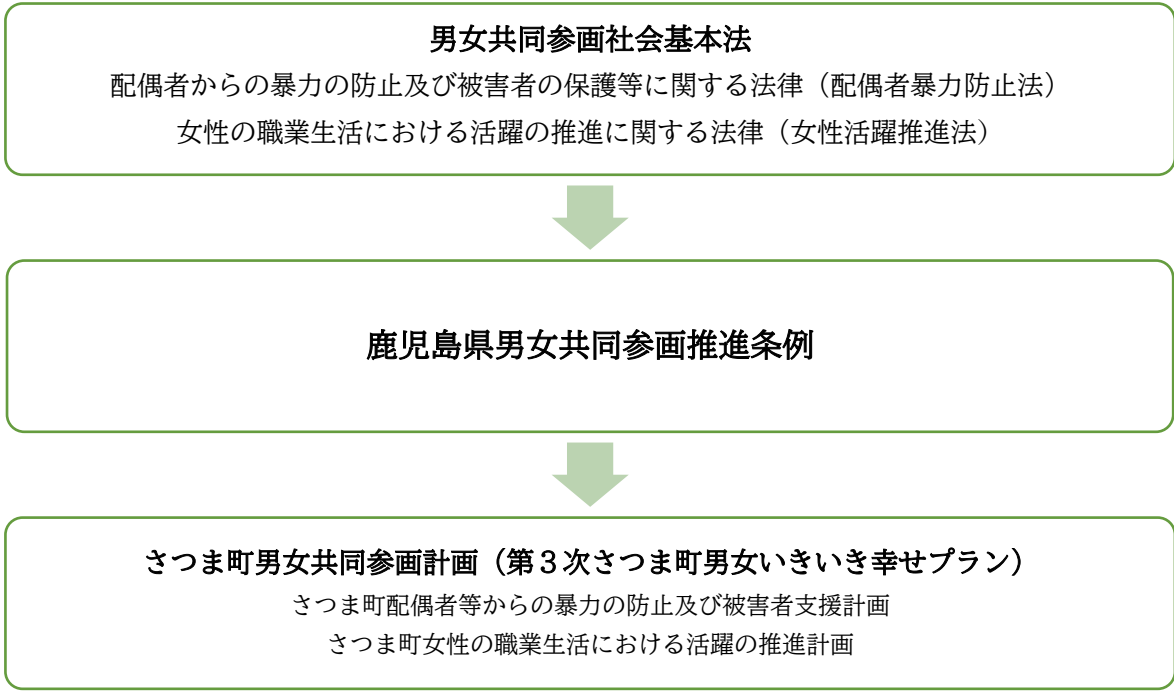 男女共同参画社会基本法
配偶者からの暴力の防止及び被害者の保護等に関する法律（配偶者暴力防止法）
女性の職業生活における活躍の推進に関する法律（女性活躍推進法）
鹿児島県男女共同参画推進条例
さつま町男女共同参画計画（第３次さつま町男女いきいき幸せプラン）
さつま町配偶者等からの暴力の防止及び被害者支援計画
さつま町女性の職業生活における活躍の推進計画